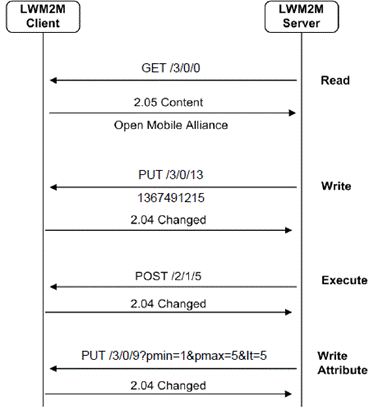 LWM2M
Client
LWM2M
Server
GET /3/0/0
Read
2.05 Content
Open Mobile Alliance
PUT /3/0/13
Write
1367491215
2.04 Changed
POST /2/1/5
Execute
2.04 Changed
PUT /3/0/9?pmin=1&pmax=5&lt=5
Write
Attribute
2.04 Changed